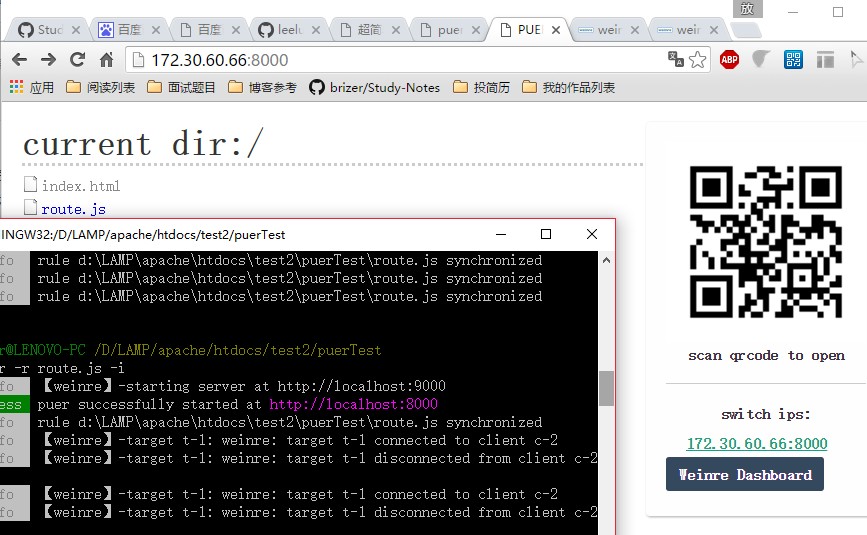 放
Stud
百度
百度
leelu
超简
puer
PUEI
wein
wein
172.30.60.66:8000
ABP
应用
阅读列表
面试题目
博客参考
brizer/Study-Notes
投简历
我的作品列表
current dir:/
index.html
route.js
INGW32:/D/LAMP/apache/htdocs/test2/puerTest
fo rule d:\LAMP\apache\htdocs\test2\puerTest\route.js synchronized
fo rule d:\LAMP\apache\htdocs\test2\puerTest\route.js synchronized
fo rule d:\LAMP\apache\htdocs\test2\puerTest\route.js synchronized
r@LENOVO-PC /D/LAMP/apache/htdocs/test2/puerTest
r -r route.js -i
fo 【weinre】-starting server at http://localhost:9000
ess puer successfully started at http://localhost:8000
fo rule d:\LAMP\apache\htdocs\test2\puerTest\route.js synchronized
fo 【weinre】-target t-1: weinre: target t-1 connected to client c-2
fo 【weinre】-target t-1: weinre: target t-1 disconnected from client c-2
fo 【weinre】-target t-1: weinre: target t-1 connected to client c-2
fo 【weinre】-target t-1: weinre: target t-1 disconnected from client c-2
scan qrcode to open
switch ips:
172.30.60.66:8000
Weinre Dashboard